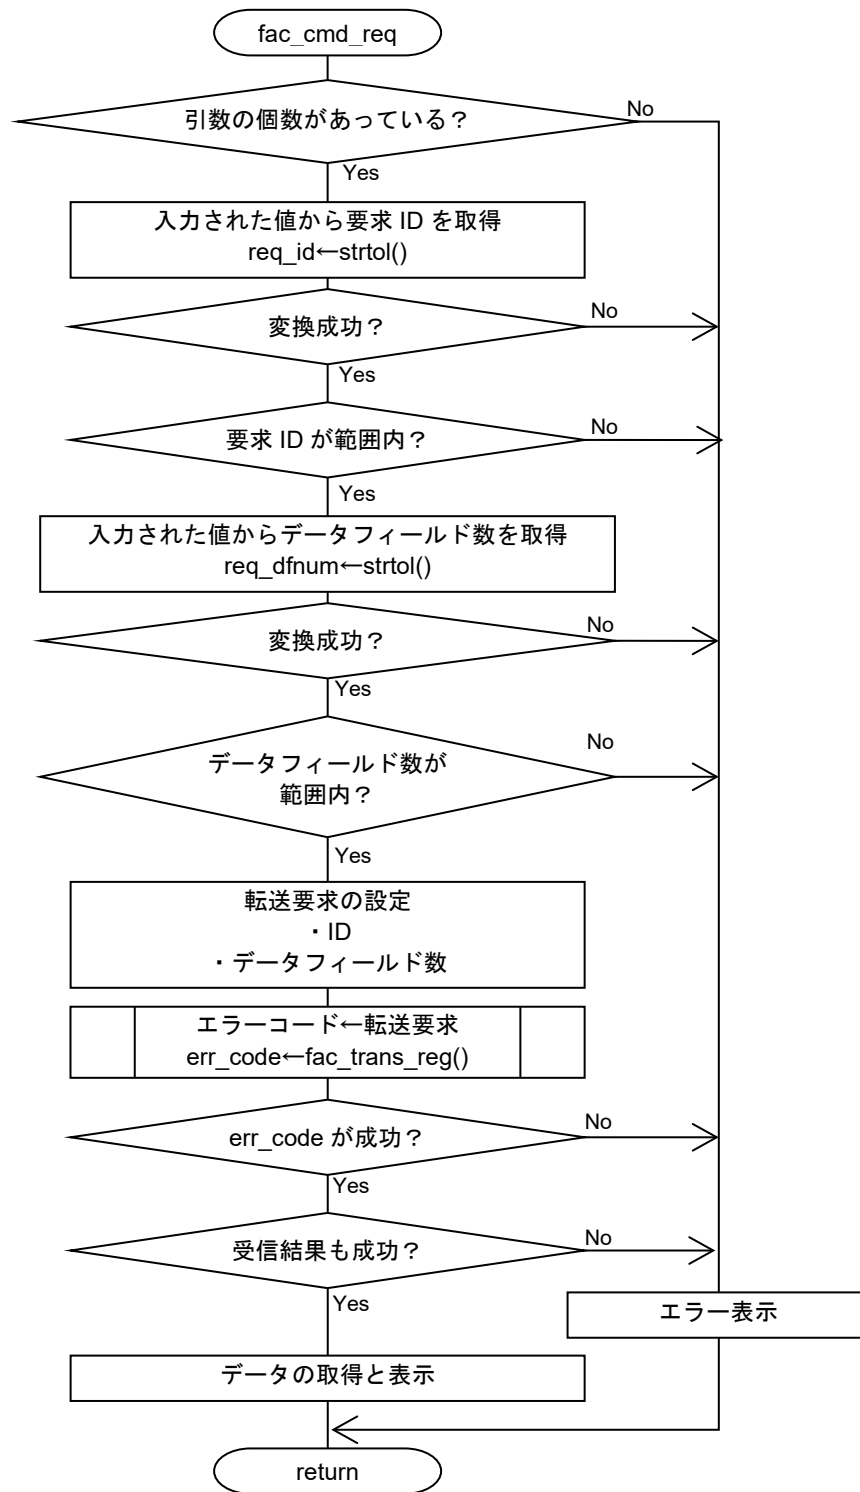 fac_cmd_req
引数の個数があっている？
No
Yes
入力された値から要求 ID を取得
req_id←strtol()
変換成功？
No
Yes
要求 ID が範囲内？
No
Yes
入力された値からデータフィールド数を取得
req_dfnum←strtol()
変換成功？
No
Yes
データフィールド数が
範囲内？
No
Yes
転送要求の設定
・ID
・データフィールド数
エラーコード←転送要求
err_code←fac_trans_reg()
err_code が成功？
No
Yes
受信結果も成功？
No
Yes
エラー表示
データの取得と表示
return